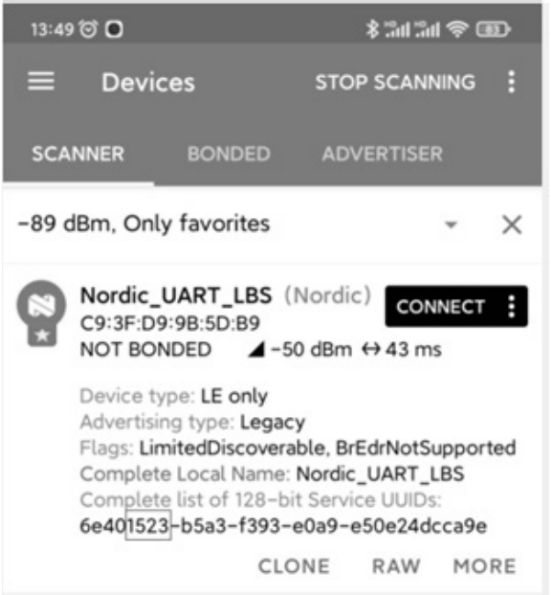 13:49
83
Devices
STOP SCANNING
SCANNER
BONDED
ADVERTISER
-89 dBm, Only favorites
Nordic_UART_LBS (Nordic)
CONNECT
C9:3F:D9:9B:5D:B9
NOT BONDED
-50 dBm ↔ 43 ms
Device type: LE only
Advertising type: Legacy
Flags: LimitedDiscoverable, BrEdrNotSupported
Complete Local Name: Nordic_UART_LBS
Complete list of 128-bit Service UUIDs:
6e401523-b5a3-f393-e0a9-e50e24dcca9e
CLONE
RAW
MORE